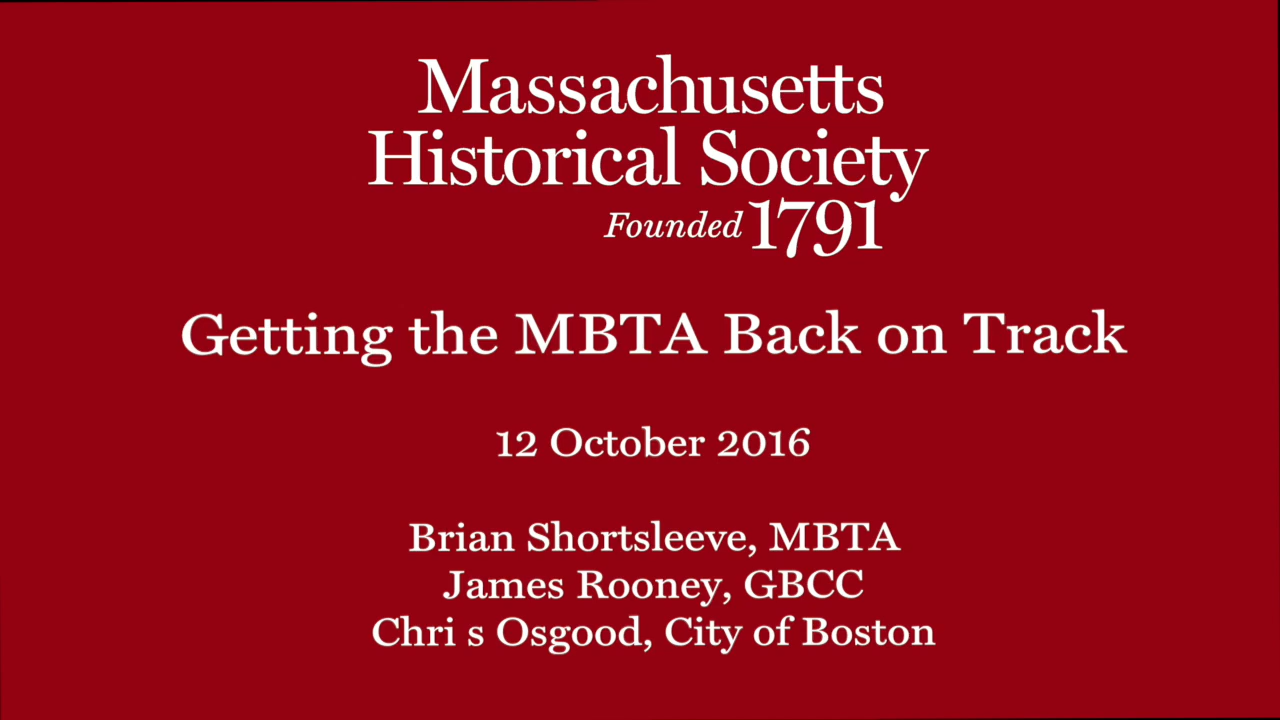 Massachusetts
Historical Society
Founded 1791
Getting the MBTA Back on Track
12 October 2016
Brian Shortsleeve, MBTA
James Rooney, GBCC
Chri s Osgood, City of Boston